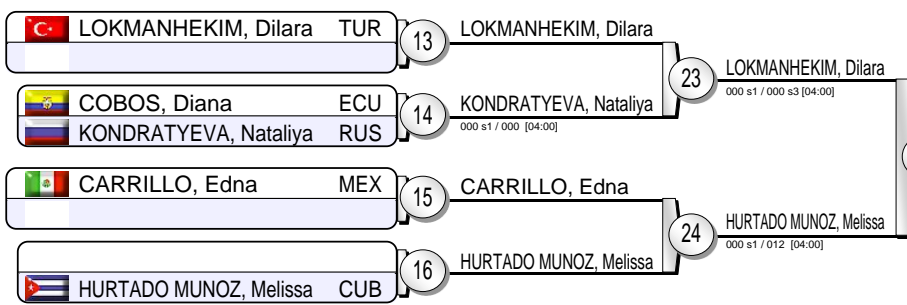 LOKMANHEKIM, Dilara TUR
13
LOKMANHEKIM, Dilara
23
LOKMANHEKIM, Dilara
000 s1 / 000 s3 [04:00]
COBOS, Diana ECU
KONDRATYEVA, Nataliya RUS
14
KONDRATYEVA, Nataliya
000 s1 / 000 [04:00]
CARRILLO, Edna MEX
15
CARRILLO, Edna
24
HURTADO MUNOZ, Melissa
000 s1 / 012 [04:00]
HURTADO MUNOZ, Melissa CUB
16
HURTADO MUNOZ, Melissa